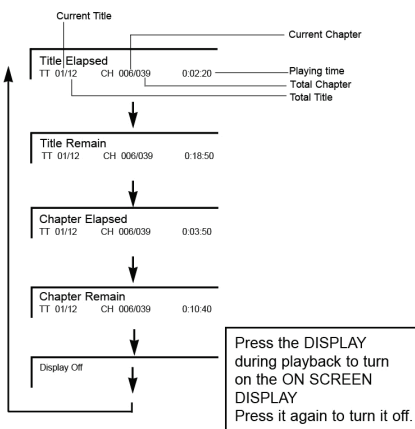 Current Title
Current Chapter
Title Elapsed
TT 01/12 CH 006/039 0:02:20
Playing time
Total Chapter
Total Title
Title Remain
TT 01/12 CH 006/039 0:18:50
Chapter Elapsed
TT 01/12 CH 006/039 0:03:50
Chapter Remain
TT 01/12 CH 006/039 0:10:40
Display Off
Press the DISPLAY
during playback to turn
on the ON SCREEN
DISPLAY
Press it again to turn it off.